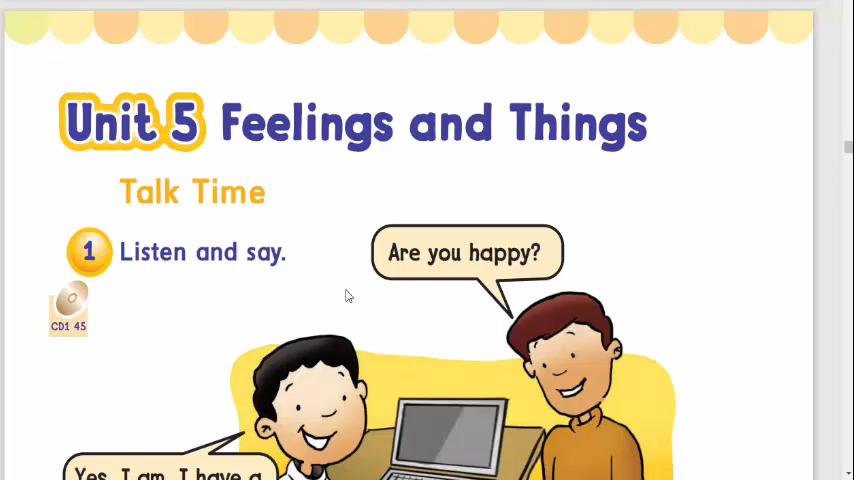 Unit 5 Feelings and Things
Talk Time
1 Listen and say.
Are you happy?
CD1 45
Yes, I am. I have a